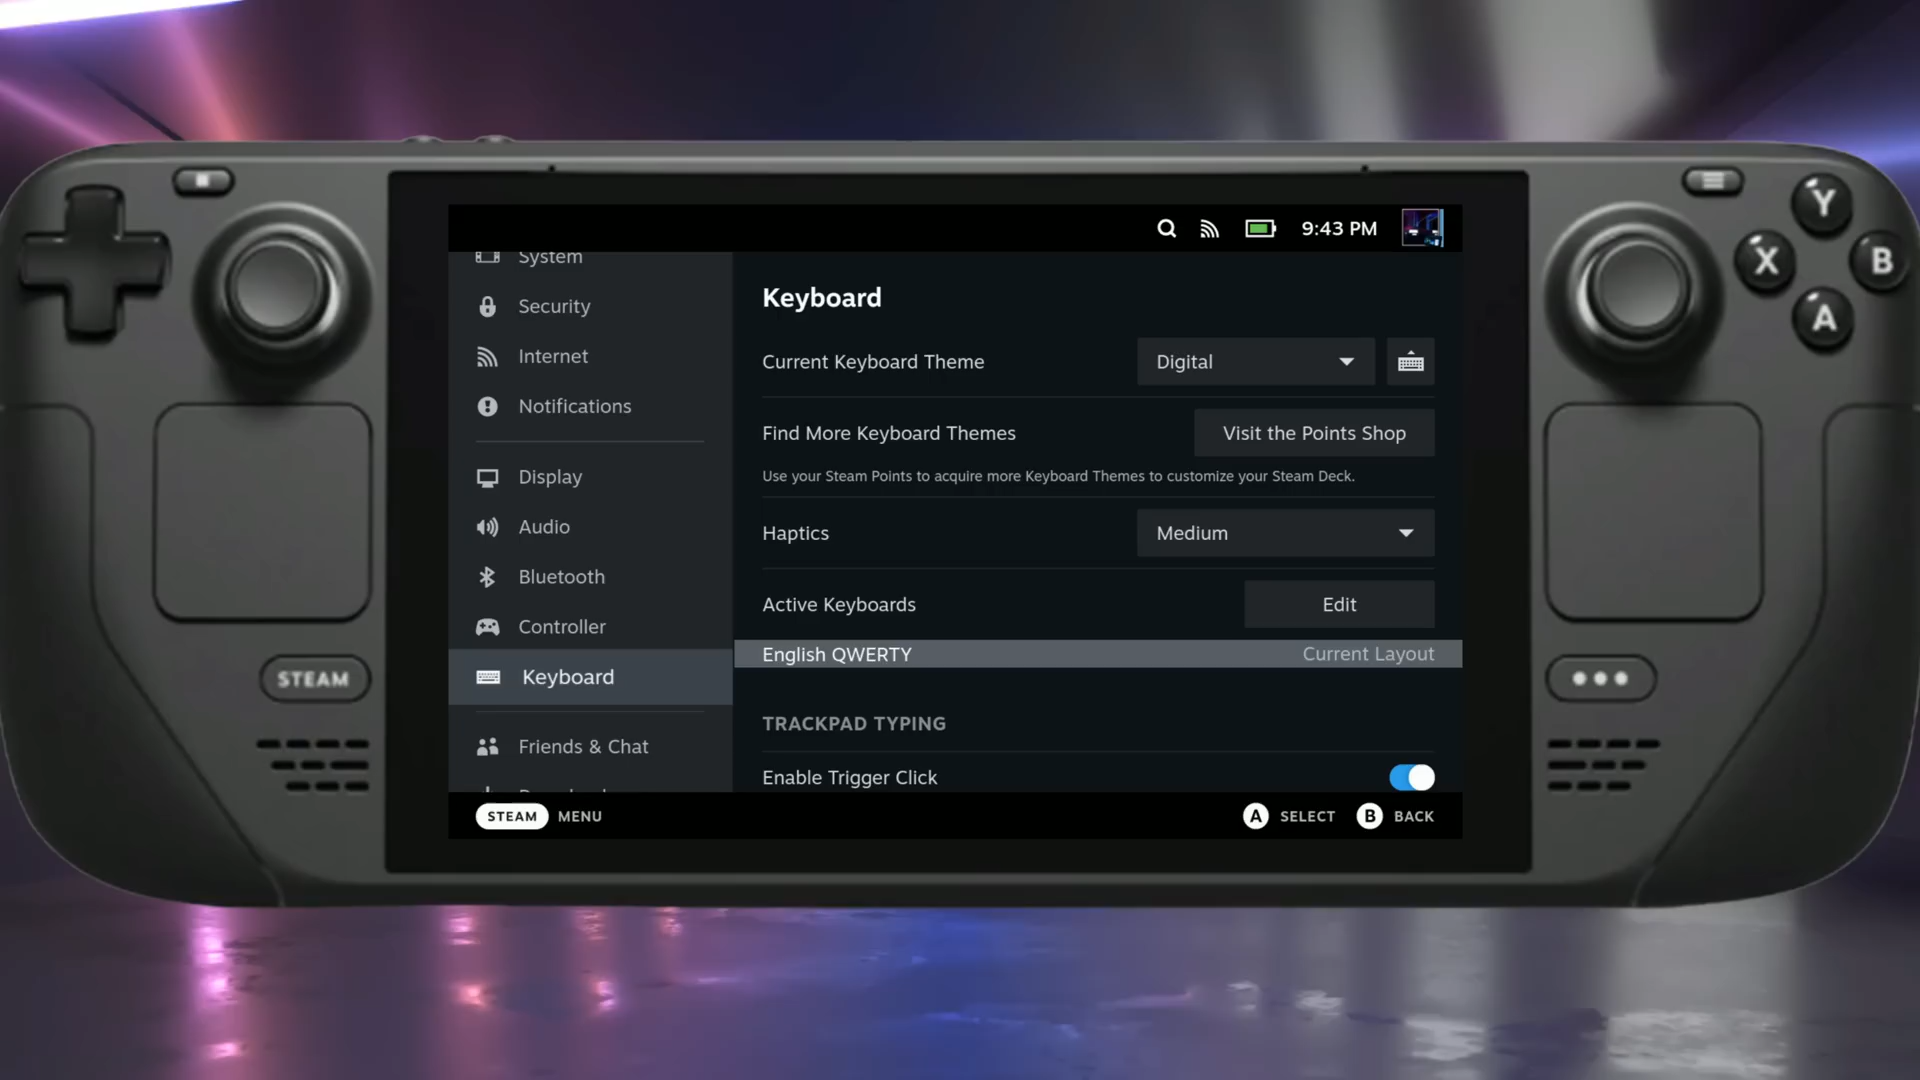 9:43 PM
System
Security
Internet
Notifications
Display
Audio
Bluetooth
Controller
Keyboard
Friends & Chat
Keyboard
Current Keyboard Theme
Digital
Find More Keyboard Themes
Visit the Points Shop
Use your Steam Points to acquire more Keyboard Themes to customize your Steam Deck.
Haptics
Medium
Active Keyboards
Edit
English QWERTY
Current Layout
TRACKPAD TYPING
Enable Trigger Click
STEAM MENU
A SELECT B BACK
STEAM
Y
X
B
A